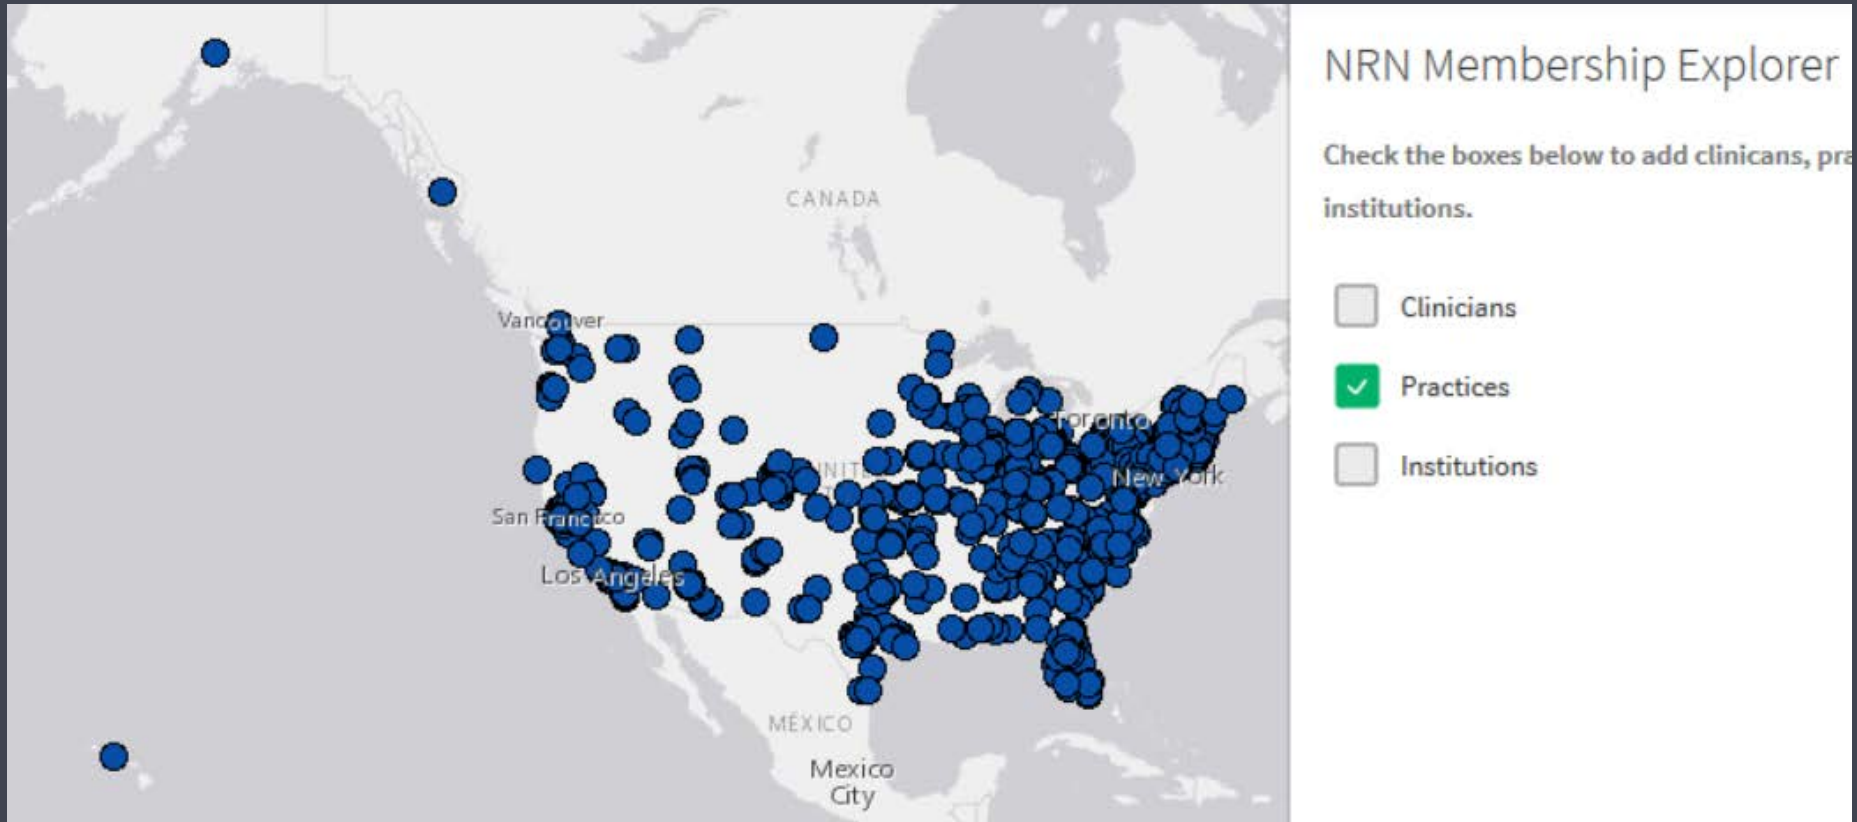 CANADA
Vancouver
Toronto
UNITE
New York
San Francisco
Los Angeles
MÉXICO
Mexico
City
NRN Membership Explorer
Check the boxes below to add clinicans, pra
institutions.
Clinicians
Practices
Institutions